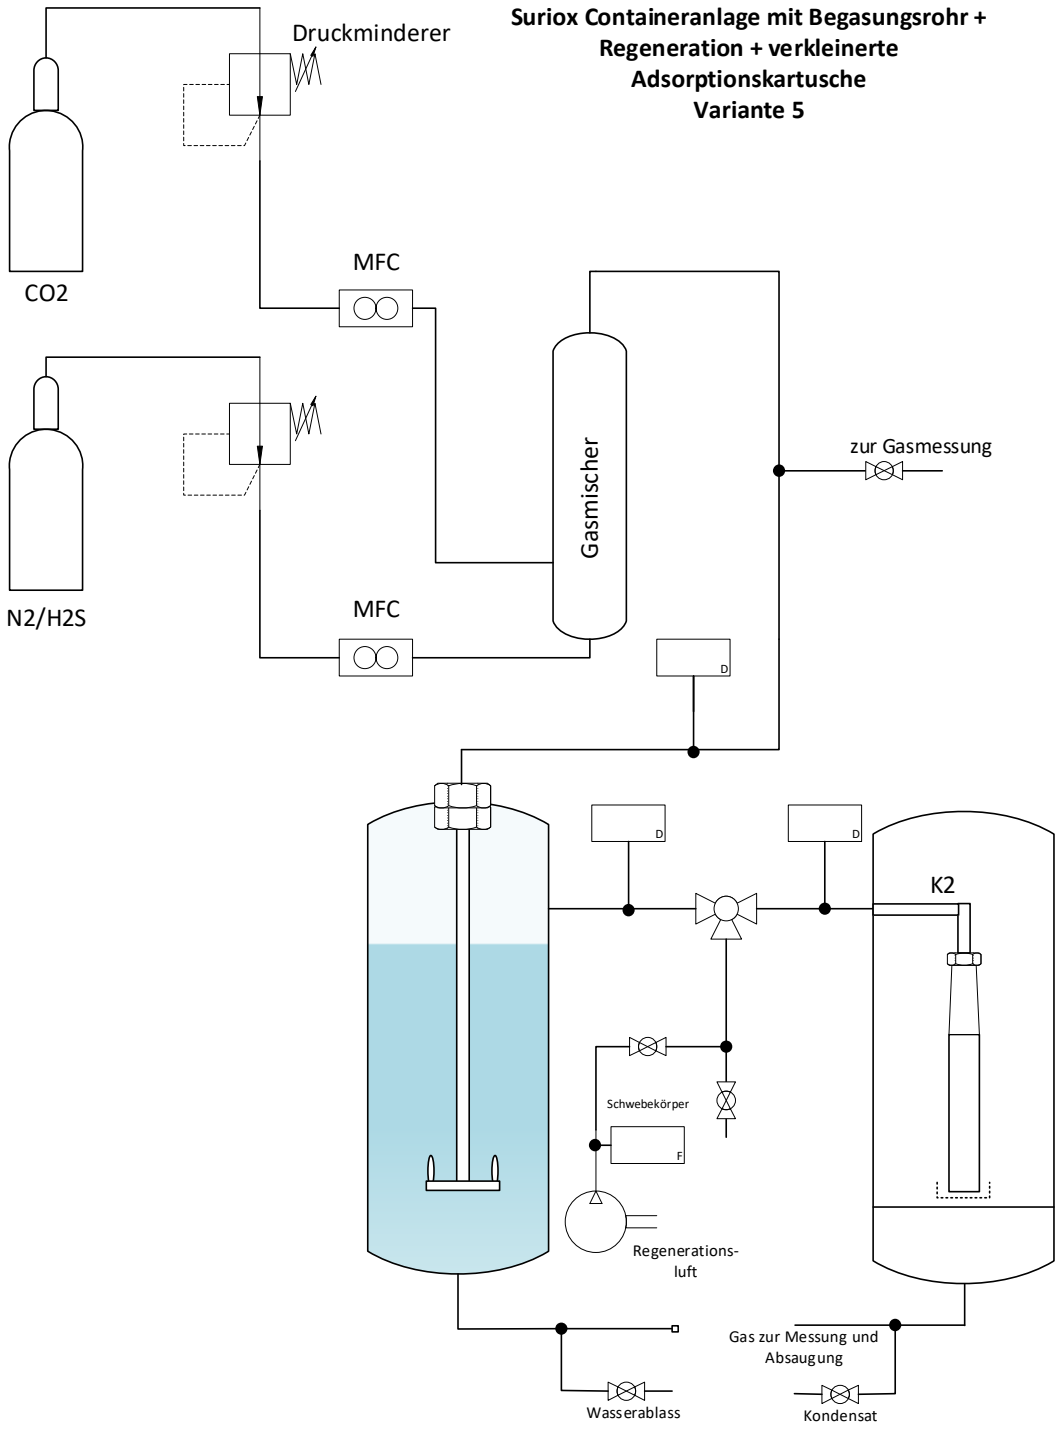 Suriox Containeranlage mit Begasungsrohr +
Regeneration + verkleinerte
Adsorptionskartusche
Variante 5
Druckminderer
MFC
CO2
zur Gasmessung
Gasmischer
MFC
N2/H2S
D
D
D
K2
Schwebekörper
F
Regenerations-
luft
Gas zur Messung und
Absaugung
Wasserablass
Kondensat